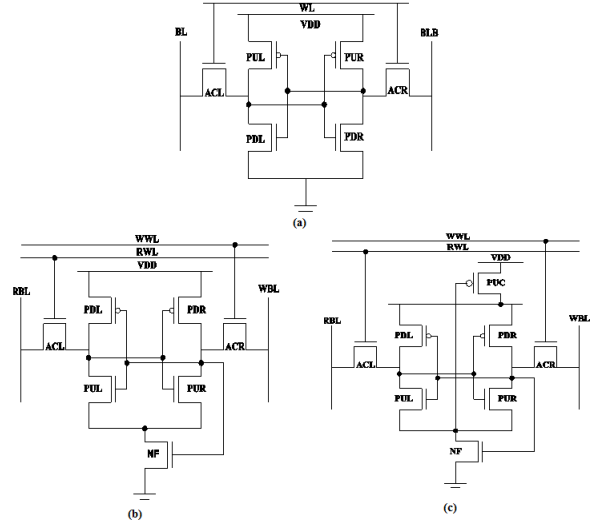 WL
VDD
BL
BLB
PUL
PUR
ACL
ACR
PDL
PDR
(a)
WWL
RWL
VDD
RBL
WBL
PDL
PDR
ACL
ACR
PUL
PUR
NF
(b)
WWL
RWL
VDD
PUC
RBL
WBL
PDL
PDR
ACL
ACR
PUL
PUR
NF
(c)